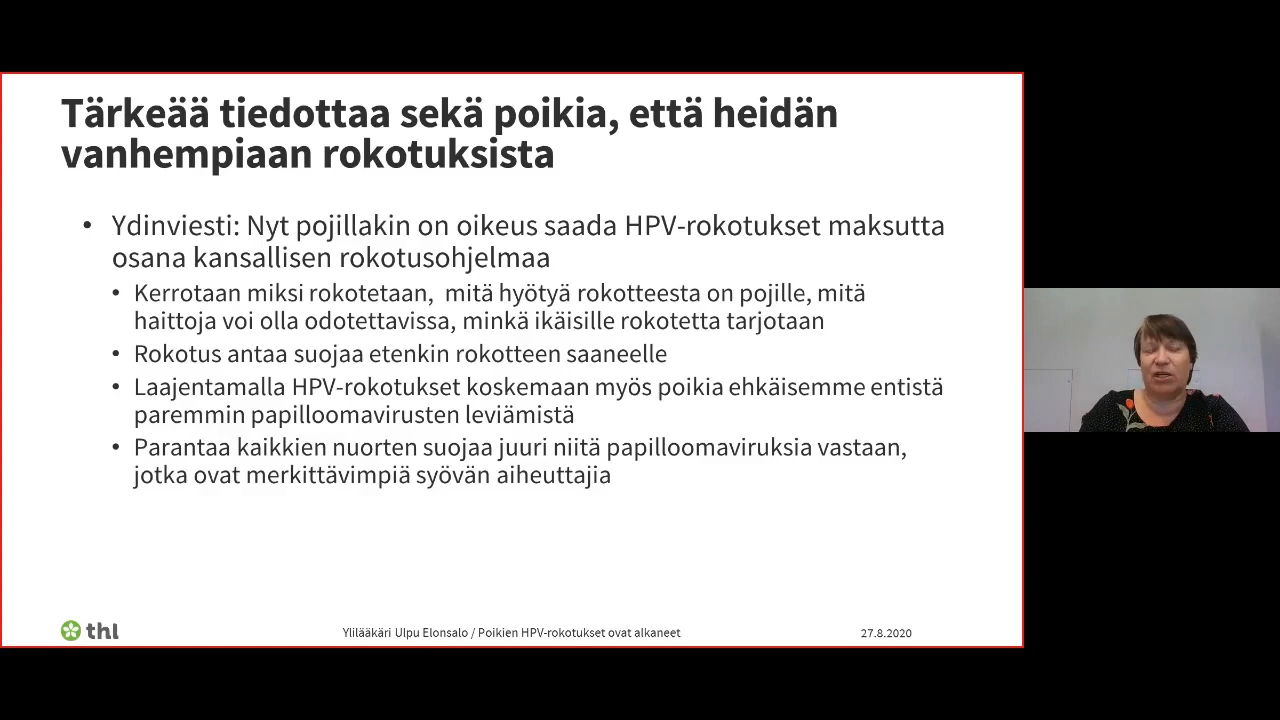 Tärkeää tiedottaa sekä poikia, että heidän
vanhempiaan rokotuksista
• Ydinviesti: Nyt pojillakin on oikeus saada HPV-rokotukset maksutta
osana kansallisen rokotusohjelmaa
• Kerrotaan miksi rokotetaan, mitä hyötyä rokotteesta on pojille, mitä
haittoja voi olla odotettavissa, minkä ikäisille rokotetta tarjotaan
• Rokotus antaa suojaa etenkin rokotteen saaneelle
• Laajentamalla HPV-rokotukset koskemaan myös poikia ehkäisemme entistä
paremmin papilloomavirusten leviämistä
• Parantaa kaikkien nuorten suojaa juuri niitä papilloomaviruksia vastaan,
jotka ovat merkittävimpiä syövän aiheuttajia
thl
Ylilääkäri Ulpu Elonsalo / Poikien HPV-rokotukset ovat alkaneet
27.8.2020